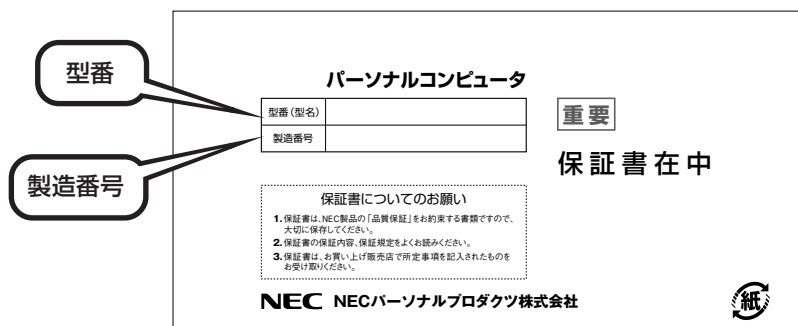 型番
製造番号
パーソナルコンピュータ
型番(型名)
製造番号
重要
保証書在中
保証書についてのお願い
1.保証書は、NEC製品の「品質保証」をお約束する書類ですので、
大切に保存してください。
2.保証書の保証内容、保証規定をよくお読みください。
3.保証書は、お買い上げ販売店で所定事項を記入されたものを
お受け取りください。
NEC NECパーソナルプロダクツ株式会社
紙